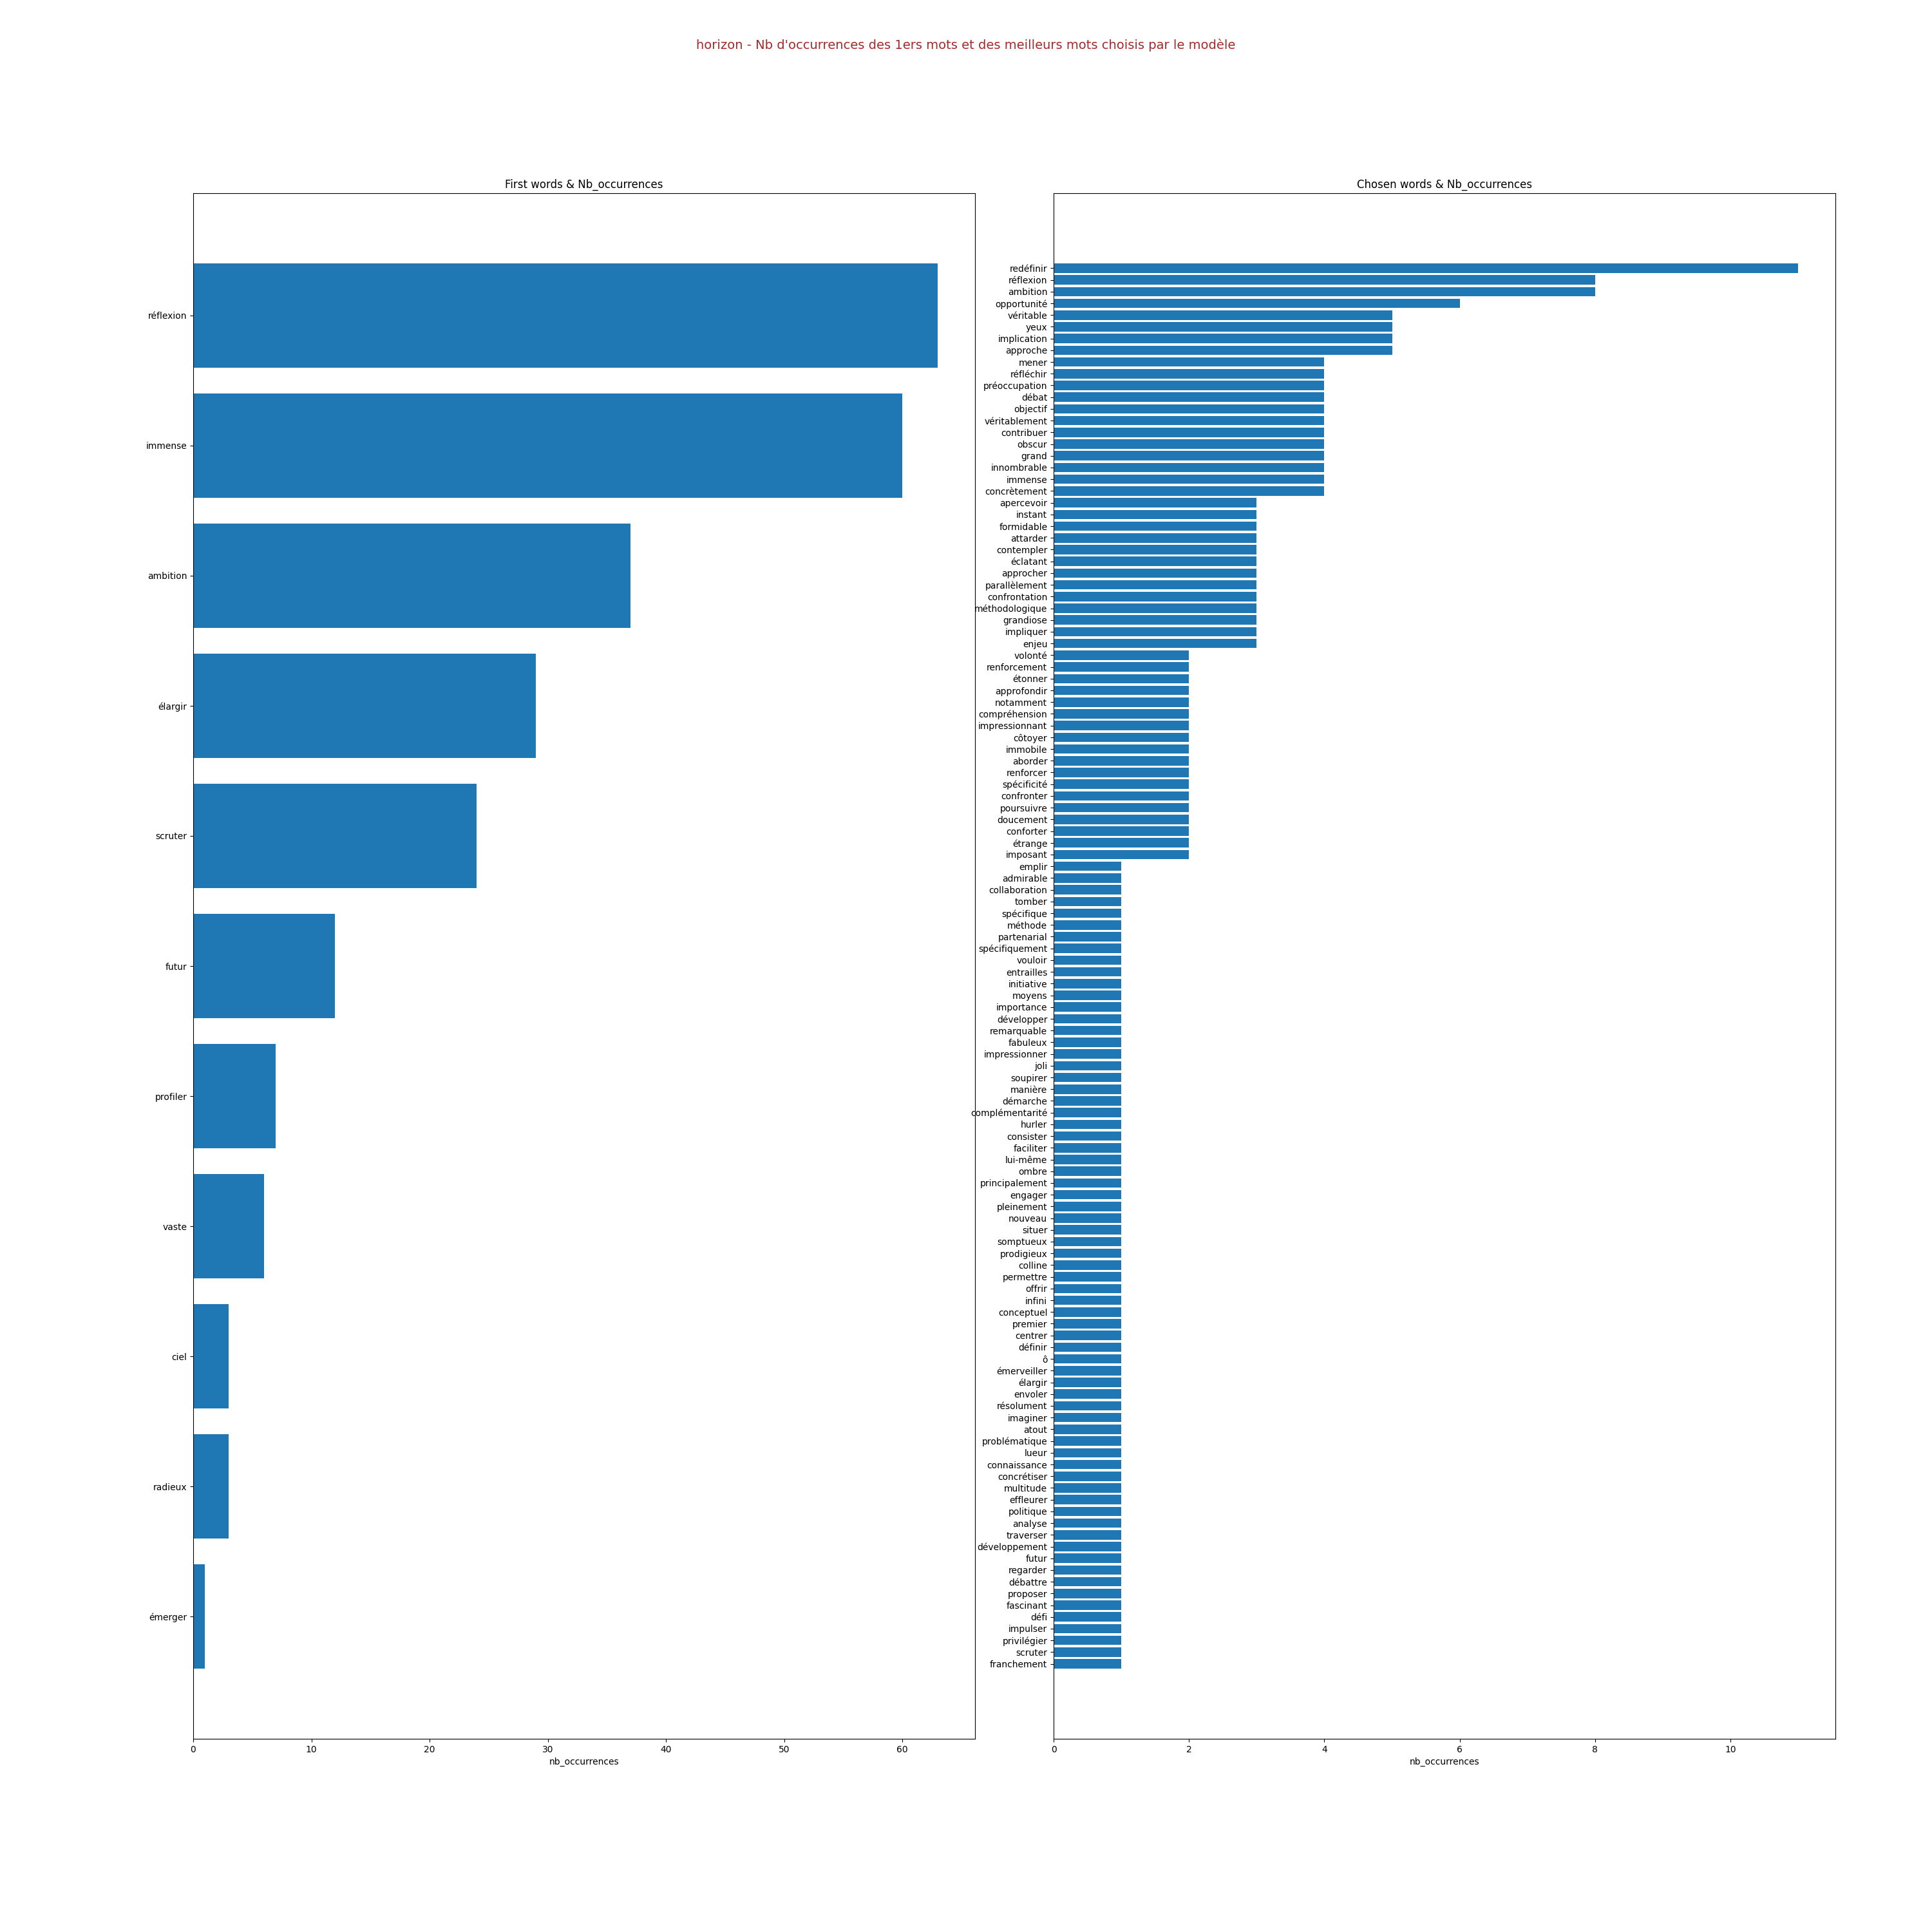 horizon - Nb d'occurrences des 1ers mots et des meilleurs mots choisis par le modèle
First words & Nb_occurrences
réflexion
immense
ambition
élargir
scruter
futur
profiler
vaste
ciel
radieux
émerger
0 10 20 30 40 50 60
nb_occurrences
Chosen words & Nb_occurrences
redéfinir
réflexion
ambition
opportunité
véritable
yeux
implication
approche
mener
réfléchir
préoccupation
débat
objectif
véritablement
contribuer
obscur
grand
innombrable
immense
concrètement
apercevoir
instant
formidable
attarder
contempler
éclatant
approcher
parallèlement
confrontation
méthodologique
grandiose
impliquer
enjeu
volonté
renforcement
étonner
approfondir
notamment
compréhension
impressionnant
côtoyer
immobile
aborder
renforcer
spécificité
confronter
poursuivre
doucement
conforter
étrange
imposant
emplir
admirable
collaboration
tomber
spécifique
méthode
partenarial
spécifiquement
vouloir
entrailles
initiative
moyens
importance
développer
remarquable
fabuleux
impressionner
joli
soupirer
manière
démarche
complémentarité
hurler
consister
faciliter
lui-même
ombre
principalement
engager
pleinement
nouveau
situer
somptueux
prodigieux
colline
permettre
offrir
infini
conceptuel
premier
centrer
définir
ô
émerveiller
élargir
envoler
résolument
imaginer
atout
problématique
lueur
connaissance
concrétiser
multitude
effleurer
politique
analyse
traverser
développement
futur
regarder
débattre
proposer
fascinant
défi
impulser
privilégier
scruter
franchement
0 2 4 6 8 10
nb_occurrences